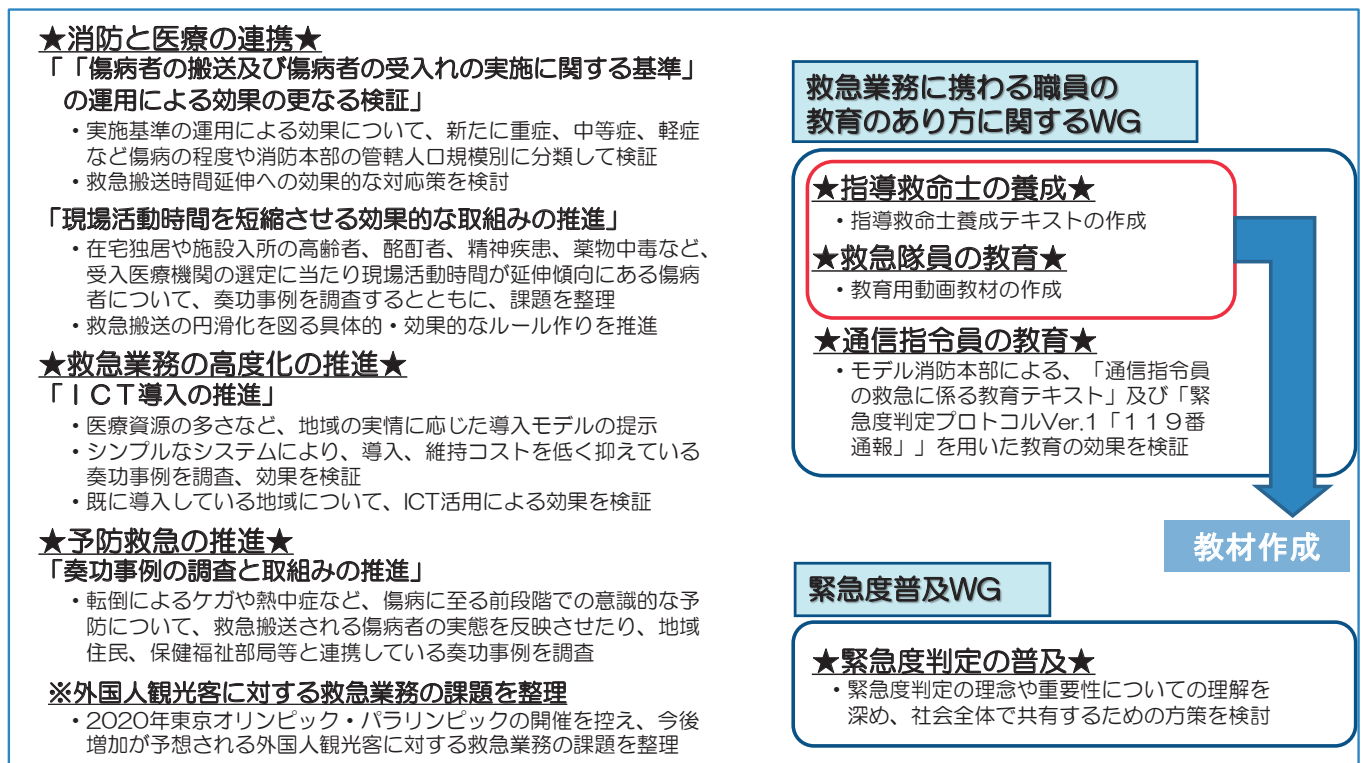 ★消防と医療の連携★
「「傷病者の搬送及び傷病者の受入れの実施に関する基準」
の運用による効果の更なる検証」
・実施基準の運用による効果について、新たに重症、中等症、軽症
など傷病の程度や消防本部の管轄人口規模別に分類して検証
・救急搬送時間延伸への効果的な対応策を検討
「現場活動時間を短縮させる効果的な取組みの推進」
・在宅独居や施設入所の高齢者、酩酊者、精神疾患、薬物中毒など、
受入医療機関の選定に当たり現場活動時間が延伸傾向にある傷病
者について、奏功事例を調査するとともに、課題を整理
・救急搬送の円滑化を図る具体的・効果的なルール作りを推進
★救急業務の高度化の推進★
「ＩＣＴ導入の推進」
・医療資源の多さなど、地域の実情に応じた導入モデルの提示
・シンプルなシステムにより、導入、維持コストを低く抑えている
奏功事例を調査、効果を検証
・既に導入している地域について、ICT活用による効果を検証
★予防救急の推進★
「奏功事例の調査と取組みの推進」
・転倒によるケガや熱中症など、傷病に至る前段階での意識的な予
防について、救急搬送される傷病者の実態を反映させたり、地域
住民、保健福祉部局等と連携している奏功事例を調査
※外国人観光客に対する救急業務の課題を整理
・2020年東京オリンピック・パラリンピックの開催を控え、今後
増加が予想される外国人観光客に対する救急業務の課題を整理
救急業務に携わる職員の
教育のあり方に関するWG
★指導救命士の養成★
・指導救命士養成テキストの作成
★救急隊員の教育★
・教育用動画教材の作成
★通信指令員の教育★
・モデル消防本部による、「通信指令員
の救急に係る教育テキスト」及び「緊
急度判定プロトコルVer.1「１１９番
通報」」を用いた教育の効果を検証
教材作成
緊急度普及WG
★緊急度判定の普及★
・緊急度判定の理念や重要性についての理解を
深め、社会全体で共有するための方策を検討